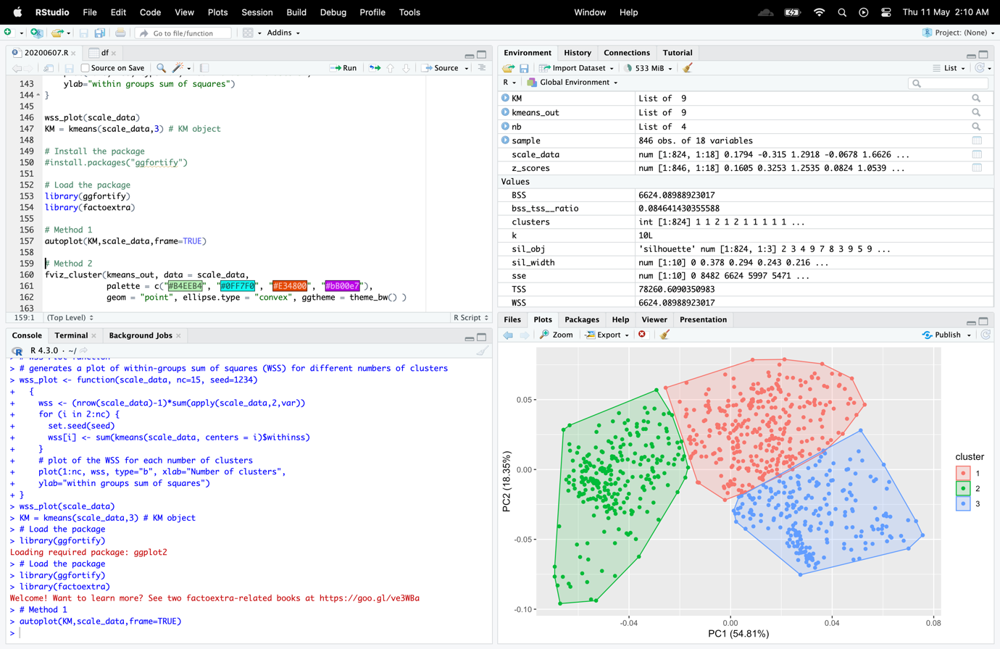 RStudio File Edit Code View Plots Session Build Debug Profile Tools Window Help Thu 11 May 2:10 AM
Go to file/function Addins Project: (None)
20200607.R df
Source on Save Run Source
143 ylab="within groups sum of squares")
144 }
145
146 wss_plot(scale_data)
147 KM = kmeans(scale_data,3) # KM object
148
149 # Install the package
150 #install.packages("ggfortify")
151
152 # Load the package
153 library(ggfortify)
154 library(factoextra)
155
156 # Method 1
157 autoplot(KM,scale_data,frame=TRUE)
158
159 # Method 2
160 fviz_cluster(kmeans_out, data = scale_data,
161 palette = c("#B4EEB4", "#0FF7F0", "#E34800", "#bB00e7"),
162 geom = "point", ellipse.type = "convex", ggtheme = theme_bw() )
163
159:1 (Top Level) R Script
Console Terminal Background Jobs
R 4.3.0 · ~/
> # generates a plot of within-groups sum of squares (WSS) for different numbers of clusters
> wss_plot <- function(scale_data, nc=15, seed=1234)
+ {
+ wss <- (nrow(scale_data)-1)*sum(apply(scale_data,2,var))
+ for (i in 2:nc) {
+ set.seed(seed)
+ wss[i] <- sum(kmeans(scale_data, centers = i)$withinss)
+ }
+ # plot of the WSS for each number of clusters
+ plot(1:nc, wss, type="b", xlab="Number of clusters",
+ ylab="within groups sum of squares")
+ }
> wss_plot(scale_data)
> KM = kmeans(scale_data,3) # KM object
> # Load the package
> library(ggfortify)
Loading required package: ggplot2
> # Load the package
> library(ggfortify)
> library(factoextra)
Welcome! Want to learn more? See two factoextra-related books at https://goo.gl/ve3WBa
> # Method 1
> autoplot(KM,scale_data,frame=TRUE)
>
Environment History Connections Tutorial
Import Dataset 533 MiB List
R Global Environment
KM List of 9
kmeans_out List of 9
nb List of 4
sample 846 obs. of 18 variables
scale_data num [1:824, 1:18] 0.1794 -0.315 1.2918 -0.0678 1.6626 ...
z_scores num [1:846, 1:18] 0.1605 0.3253 1.2535 0.0824 1.0539 ...
Values
BSS 6624.08988923017
bss_tss__ratio 0.084641430355588
clusters int [1:824] 1 1 2 1 2 1 1 1 1 1 ...
k 10L
sil_obj 'silhouette' num [1:824, 1:3] 2 3 4 9 7 8 3 9 5 9 ...
sil_width num [1:10] 0 0.378 0.294 0.243 0.216 ...
sse num [1:10] 0 8482 6624 5997 5471 ...
TSS 78260.6090350983
WSS 6624.08988923017
Files Plots Packages Help Viewer Presentation
Zoom Export Publish
0.05
0.00
-0.05
-0.10
PC2 (18.35%)
-0.04 0.00 0.04 0.08
PC1 (54.81%)
cluster
1
2
3